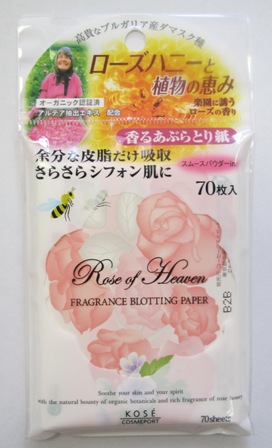 高貴なブルガリア産ダマスク種
ローズハニーと
植物の恵み
楽園に誘う
ローズの香り
オーガニック認証済
アルテア抽出エキス 配合
香るあぶらとり紙
余分な皮脂だけ吸収
スムースパウダーin
さらさらシフォン肌に
70枚入
Rose of Heaven
FRAGRANCE BLOTTING PAPER
B2B
Soothe your skin and your spirit
with the natural bounty of organic botanicals and rich fragrance of rose honey
KOSÉ
COSMEPORT
70sheets